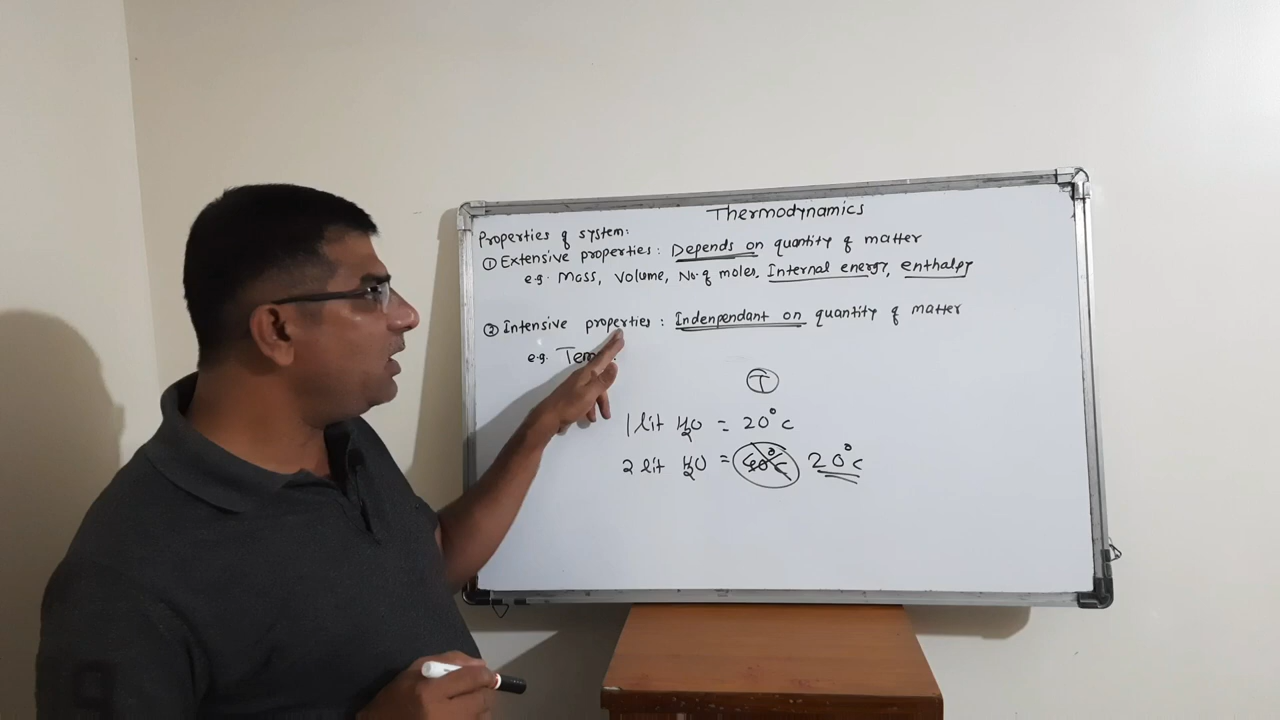 Thermodynamics
Properties of system:
① Extensive properties : Depends on quantity of matter
e.g. Mass, Volume, No. of moles, Internal energy, enthalpy
② Intensive properties : Indenpendant on quantity of matter
e.g. Tem
T
1 lit H2O = 20°C
2 lit H2O = 40°C 20°C